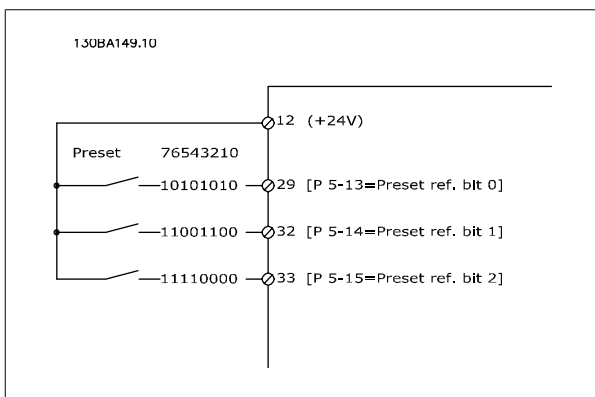 130BA149.10
12 (+24V)
Preset 76543210
10101010 29 [P 5-13=Preset ref. bit 0]
11001100 32 [P 5-14=Preset ref. bit 1]
11110000 33 [P 5-15=Preset ref. bit 2]